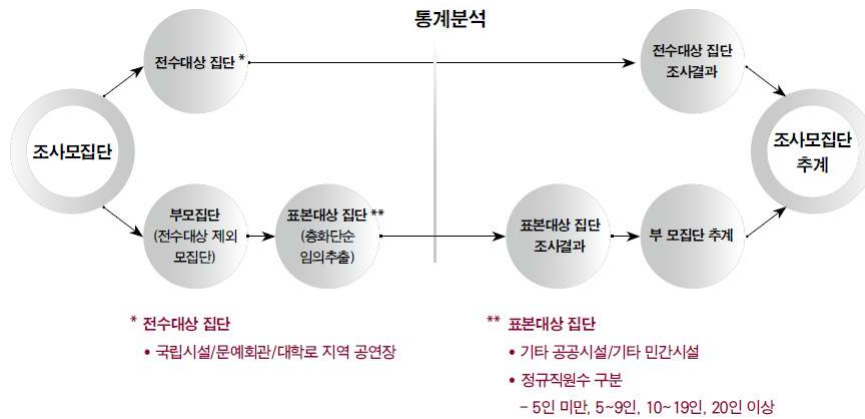 통계분석
전수대상 집단 *
전수대상 집단
조사결과
조사모집단
조사모집단
추계
부모집단
(전수대상 제외
모집단)
표본대상 집단 **
(층화단순
임의추출)
표본대상 집단
조사결과
부 모집단 추계
* 전수대상 집단
• 국립시설/문예회관/대학로 지역 공연장
** 표본대상 집단
• 기타 공공시설/기타 민간시설
• 정규직원수 구분
– 5인 미만, 5~9인, 10~19인, 20인 이상